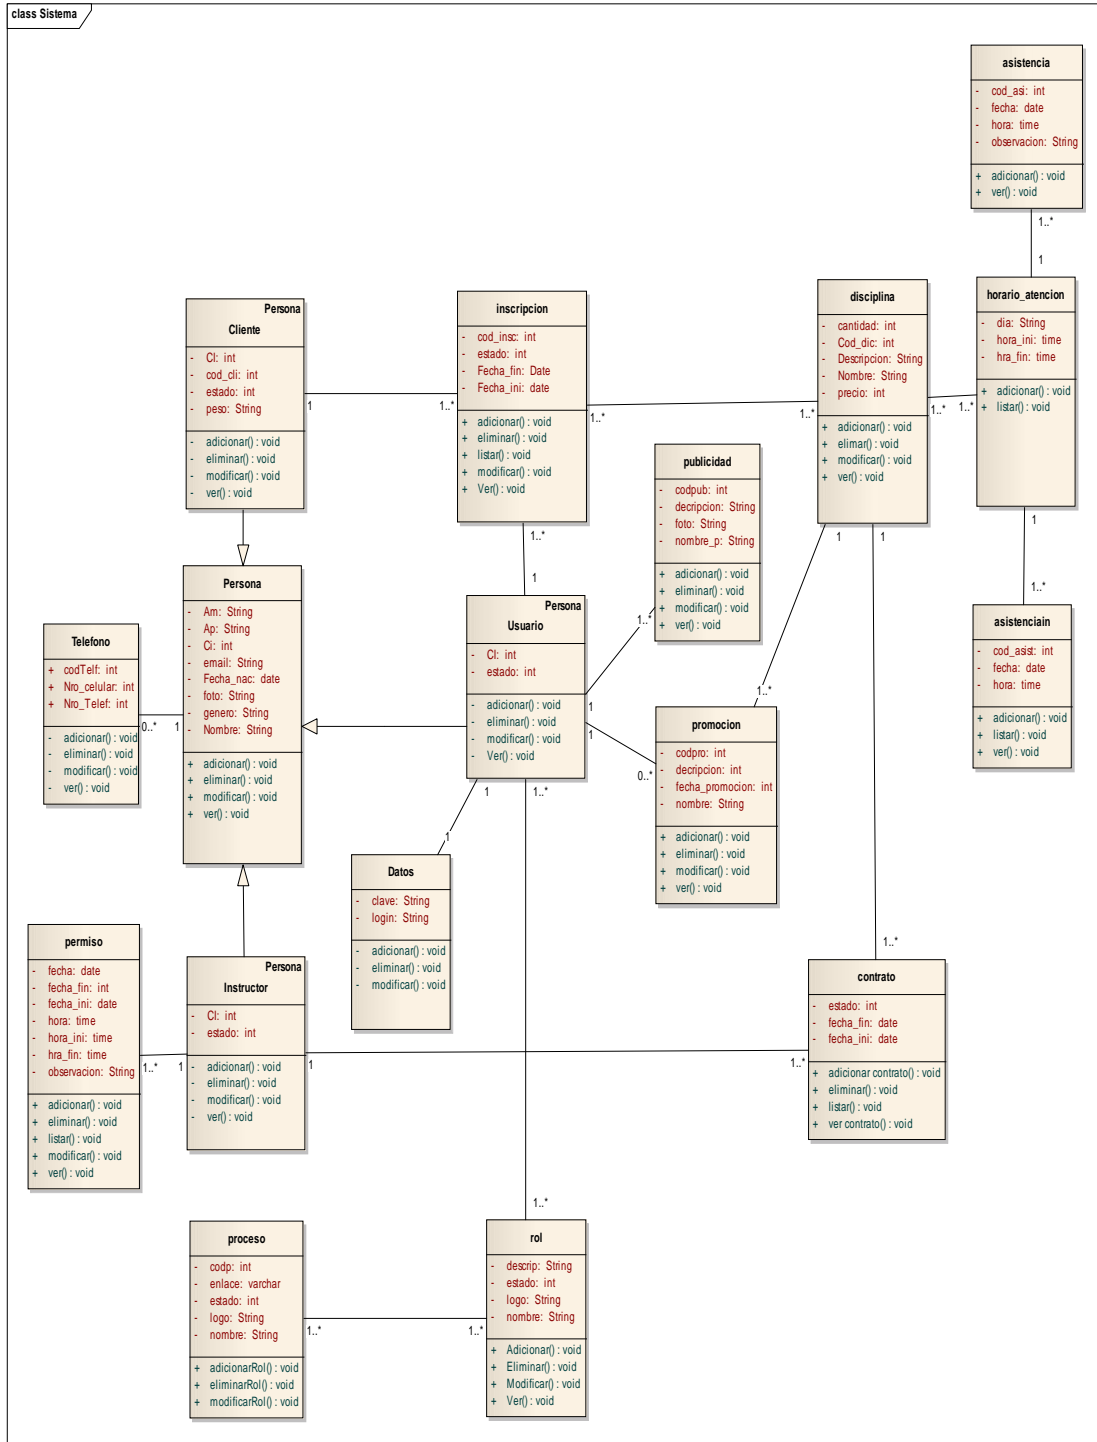 class Sistema
asistencia
- cod_asi: int
- fecha: date
- hora: time
- observacion: String
+ adicionar() : void
+ ver() : void
1..*
1
horario_atencion
- dia: String
- hora_ini: time
- hra_fin: time
+ adicionar() : void
+ listar() : void
1..*
1
1..*
asistenciain
- cod_asist: int
- fecha: date
- hora: time
+ adicionar() : void
+ listar() : void
+ ver() : void
disciplina
- cantidad: int
- Cod_dic: int
- Descripcion: String
- Nombre: String
- precio: int
+ adicionar() : void
+ elimar() : void
+ modificar() : void
+ ver() : void
1..*
1..*
1
1
inscripcion
- cod_insc: int
- estado: int
- Fecha_fin: Date
- Fecha_ini: date
+ adicionar() : void
+ eliminar() : void
+ listar() : void
+ modificar() : void
+ Ver() : void
1..*
1..*
1..*
1
Persona
Cliente
- CI: int
- cod_cli: int
- estado: int
- peso: String
- adicionar() : void
- eliminar() : void
- modificar() : void
- ver() : void
1
publicidad
- codpub: int
- decripcion: String
- foto: String
- nombre_p: String
+ adicionar() : void
+ eliminar() : void
+ modificar() : void
+ ver() : void
1..*
Persona
- Am: String
- Ap: String
- Ci: int
- email: String
- Fecha_nac: date
- foto: String
- genero: String
- Nombre: String
+ adicionar() : void
+ eliminar() : void
+ modificar() : void
+ ver() : void
Telefono
+ codTelf: int
+ Nro_celular: int
+ Nro_Telef: int
- adicionar() : void
- eliminar() : void
- modificar() : void
- ver() : void
0..*
1
Persona
Usuario
- CI: int
- estado: int
- adicionar() : void
- eliminar() : void
- modificar() : void
- Ver() : void
1
1
1
1..*
promocion
- codpro: int
- decripcion: int
- fecha_promocion: int
- nombre: String
+ adicionar() : void
+ eliminar() : void
+ modificar() : void
+ ver() : void
1..*
0..*
1
Datos
- clave: String
- login: String
- adicionar() : void
- eliminar() : void
- modificar() : void
permiso
- fecha: date
- fecha_fin: int
- fecha_ini: date
- hora: time
- hora_ini: time
- hra_fin: time
- observacion: String
+ adicionar() : void
+ eliminar() : void
+ listar() : void
+ modificar() : void
+ ver() : void
1..*
1
Persona
Instructor
- CI: int
- estado: int
- adicionar() : void
- eliminar() : void
- modificar() : void
- ver() : void
1
1..*
1..*
contrato
- estado: int
- fecha_fin: date
- fecha_ini: date
+ adicionar contrato() : void
+ eliminar() : void
+ listar() : void
+ ver contrato() : void
proceso
- codp: int
- enlace: varchar
- estado: int
- logo: String
- nombre: String
+ adicionarRol() : void
+ eliminarRol() : void
+ modificarRol() : void
1..*
1..*
1..*
rol
- descrip: String
- estado: int
- logo: String
- nombre: String
+ Adicionar() : void
+ Eliminar() : void
+ Modificar() : void
+ Ver() : void